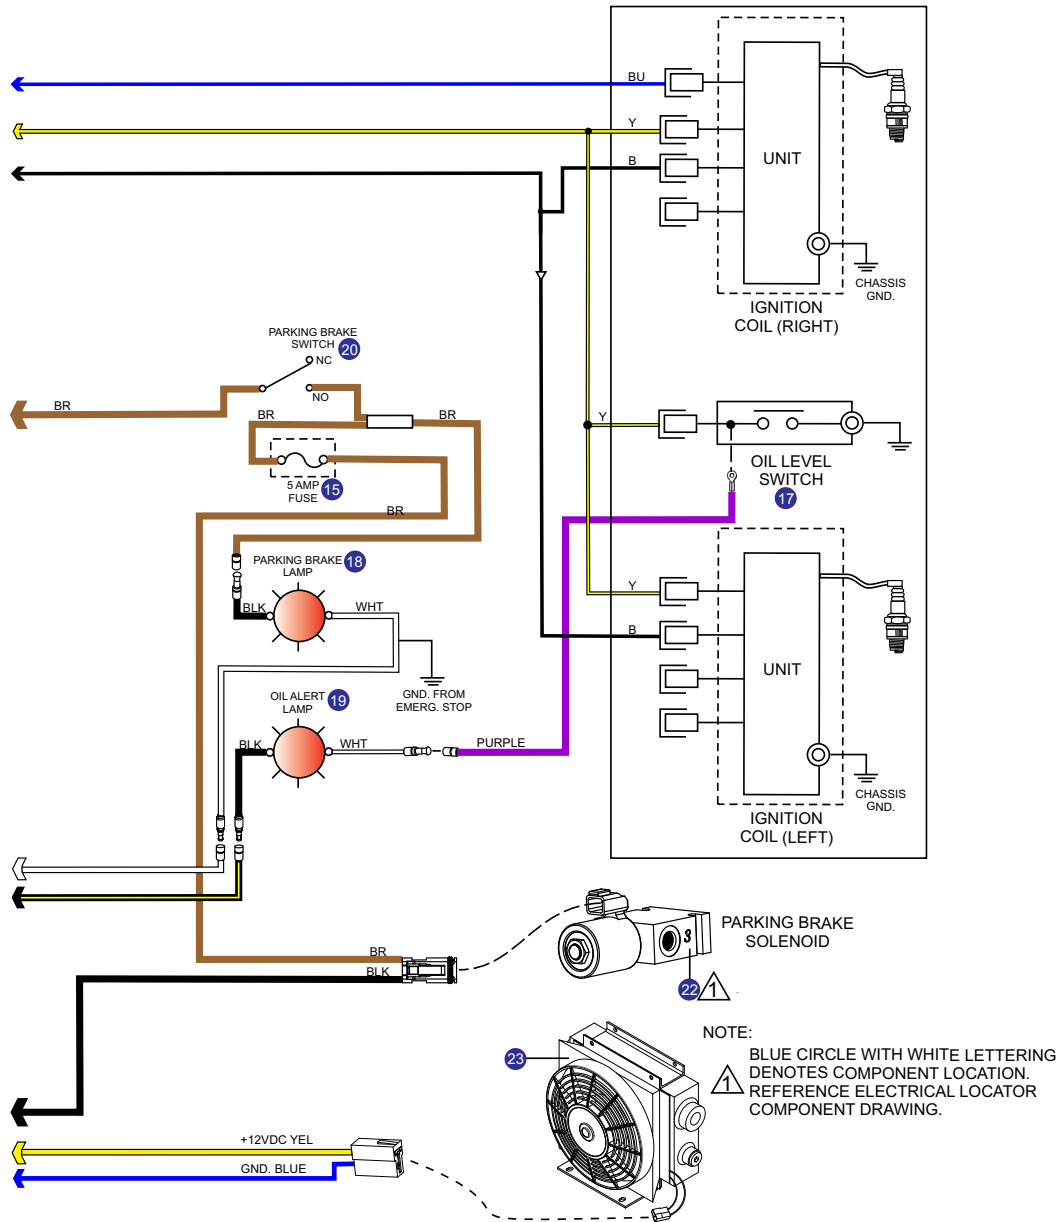 BU
Y
B
UNIT
CHASSIS
GND.
IGNITION
COIL (RIGHT)
PARKING BRAKE
SWITCH
20
NC
NO
BR
BR
BR
5 AMP
FUSE
15
BR
Y
OIL LEVEL
SWITCH
17
PARKING BRAKE
LAMP
18
BLK
WHT
GND. FROM
EMERG. STOP
Y
B
UNIT
OIL ALERT
LAMP
19
BLK
WHT
PURPLE
CHASSIS
GND.
IGNITION
COIL (LEFT)
BR
BLK
3
PARKING BRAKE
SOLENOID
22
1
23
NOTE:
1
BLUE CIRCLE WITH WHITE LETTERING
DENOTES COMPONENT LOCATION.
REFERENCE ELECTRICAL LOCATOR
COMPONENT DRAWING.
+12VDC YEL
GND. BLUE